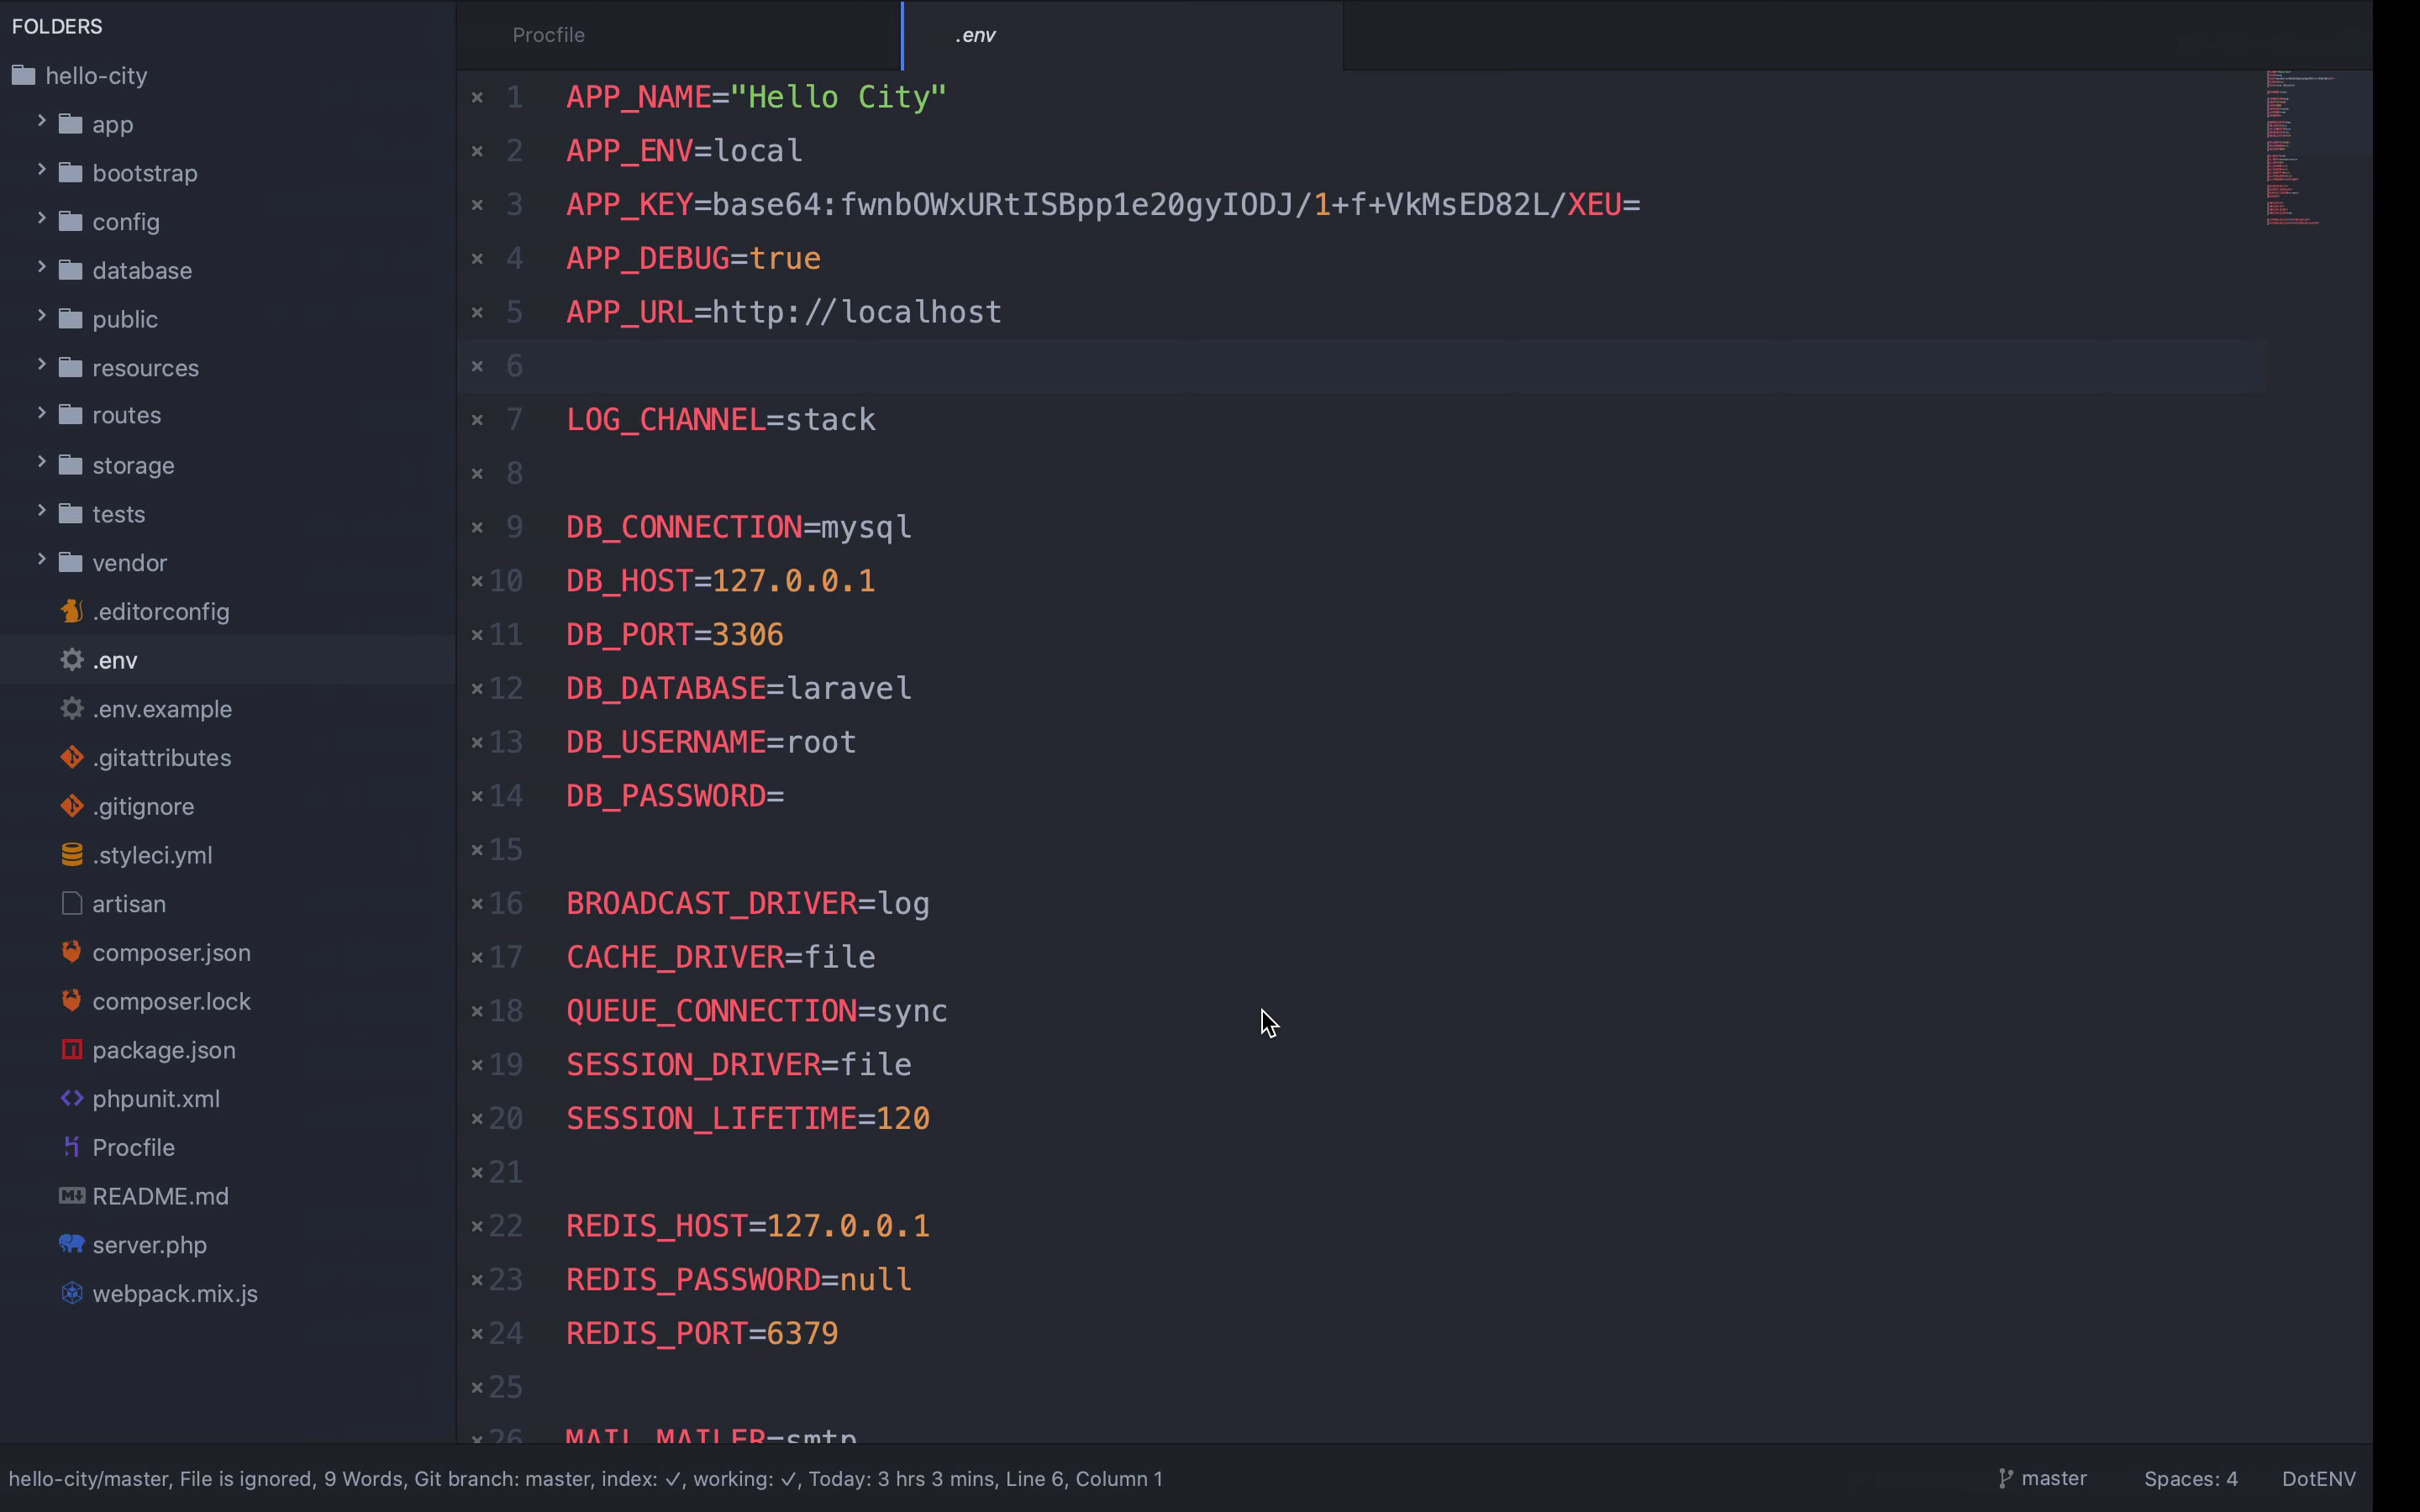 FOLDERS
hello-city
app
bootstrap
config
database
public
resources
routes
storage
tests
vendor
.editorconfig
.env
.env.example
.gitattributes
.gitignore
.styleci.yml
artisan
composer.json
composer.lock
package.json
phpunit.xml
Procfile
README.md
server.php
webpack.mix.js
Procfile
.env
1 APP_NAME="Hello City"
2 APP_ENV=local
3 APP_KEY=base64:fwnbOWxURtISBpp1e20gyIODJ/1+f+VkMsED82L/XEU=
4 APP_DEBUG=true
5 APP_URL=http://localhost
6
7 LOG_CHANNEL=stack
8
9 DB_CONNECTION=mysql
10 DB_HOST=127.0.0.1
11 DB_PORT=3306
12 DB_DATABASE=laravel
13 DB_USERNAME=root
14 DB_PASSWORD=
15
16 BROADCAST_DRIVER=log
17 CACHE_DRIVER=file
18 QUEUE_CONNECTION=sync
19 SESSION_DRIVER=file
20 SESSION_LIFETIME=120
21
22 REDIS_HOST=127.0.0.1
23 REDIS_PASSWORD=null
24 REDIS_PORT=6379
25
26 MAIL_MAILER=smtp
hello-city/master, File is ignored, 9 Words, Git branch: master, index: ✓, working: ✓, Today: 3 hrs 3 mins, Line 6, Column 1
master
Spaces: 4
DotENV